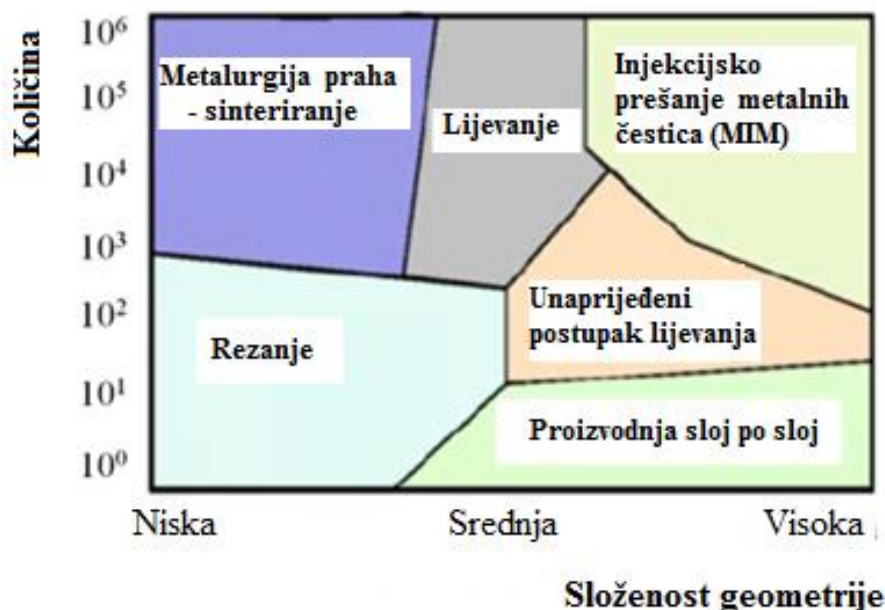 Količina
10⁶
10⁵
10⁴
10³
10²
10¹
10⁰
Metalurgija praha
- sinteriranje
Lijevanje
Injekcijsko
prešanje metalnih
čestica (MIM)
Rezanje
Unaprijeđeni
postupak lijevanja
Proizvodnja sloj po sloj
Niska
Srednja
Visoka
Složenost geometrije